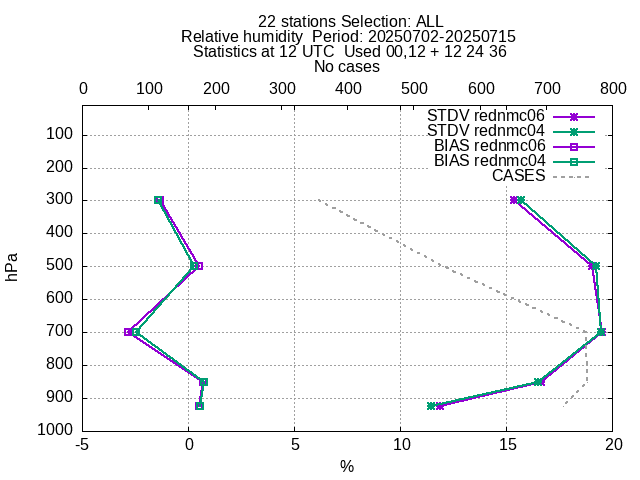 22 stations Selection: ALL
Relative humidity  Period: 20250702-20250715
Statistics at 12 UTC  Used 00,12 + 12 24 36
No cases
0 100 200 300 400 500 600 700 800
STDV rednmc06
STDV rednmc04
BIAS rednmc06
BIAS rednmc04
CASES
100
200
300
400
500
600
700
800
900
1000
hPa
-5 0 5 10 15 20
%